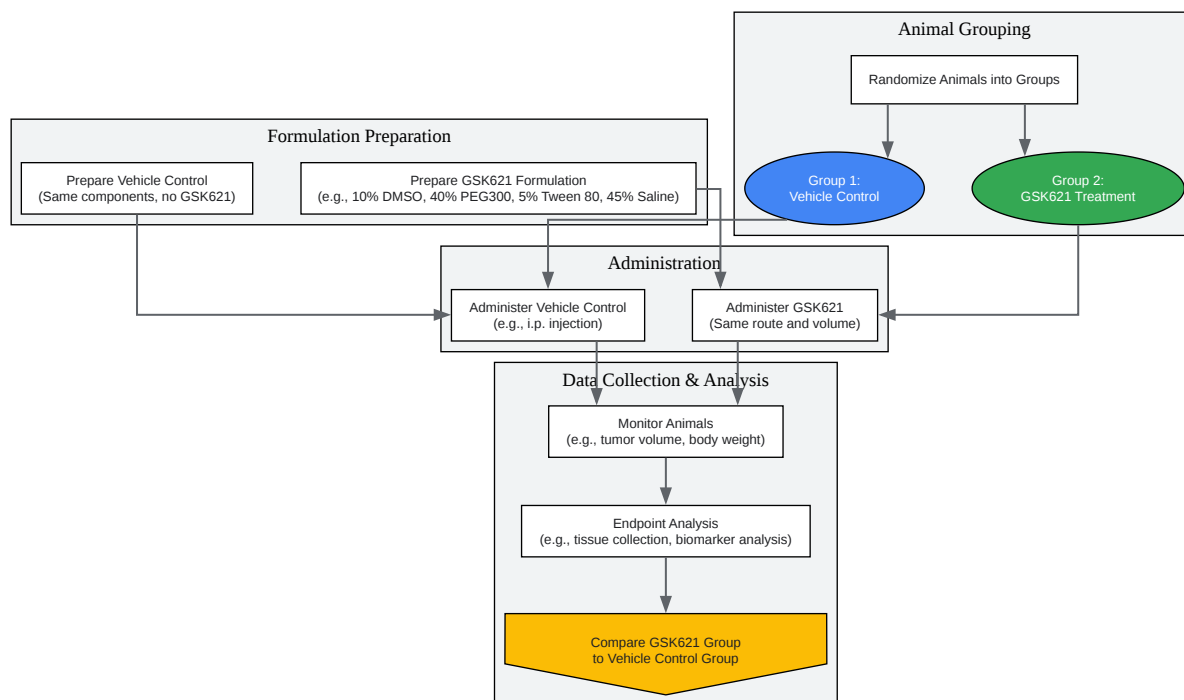 Animal Grouping
Randomize Animals into Groups
Formulation Preparation
Prepare Vehicle Control
(Same components, no GSK621)
Prepare GSK621 Formulation
(e.g., 10% DMSO, 40% PEG300, 5% Tween 80, 45% Saline)
Group 1:
Vehicle Control
Group 2:
GSK621 Treatment
Administration
Administer Vehicle Control
(e.g., i.p. injection)
Administer GSK621
(Same route and volume)
Data Collection & Analysis
Monitor Animals
(e.g., tumor volume, body weight)
Endpoint Analysis
(e.g., tissue collection, biomarker analysis)
Compare GSK621 Group
to Vehicle Control Group